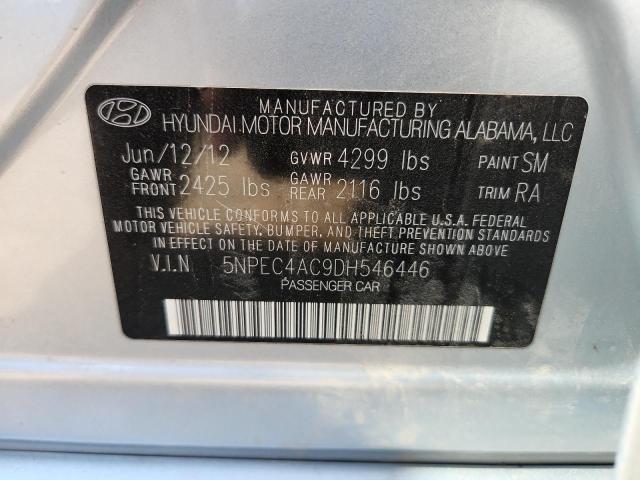 MANUFACTURED BY
HYUNDAI MOTOR MANUFACTURING ALABAMA, LLC
Jun/12/12 GVWR 4299 lbs PAINT SM
GAWR FRONT 2425 lbs GAWR REAR 2116 lbs TRIM RA
THIS VEHICLE CONFORMS TO ALL APPLICABLE U.S.A. FEDERAL
MOTOR VEHICLE SAFETY, BUMPER, AND THEFT PREVENTION STANDARDS
IN EFFECT ON THE DATE OF MANUFACTURE SHOWN ABOVE
V.I.N 5NPEC4AC9DH546446
PASSENGER CAR